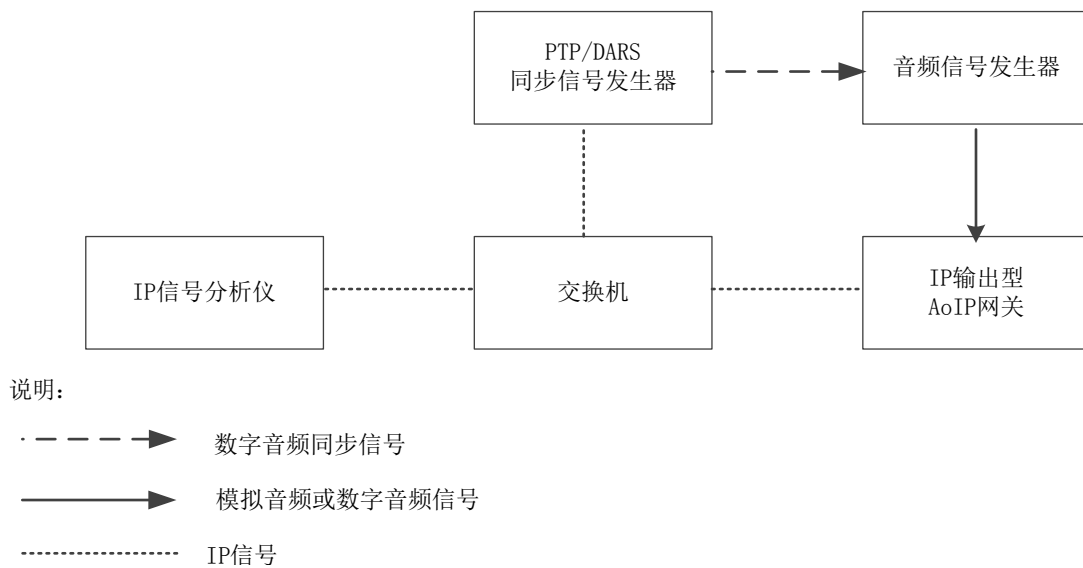 PTP/DARS
同步信号发生器
音频信号发生器
IP信号分析仪
交换机
IP输出型
AoIP网关
说明：
数字音频同步信号
模拟音频或数字音频信号
IP信号